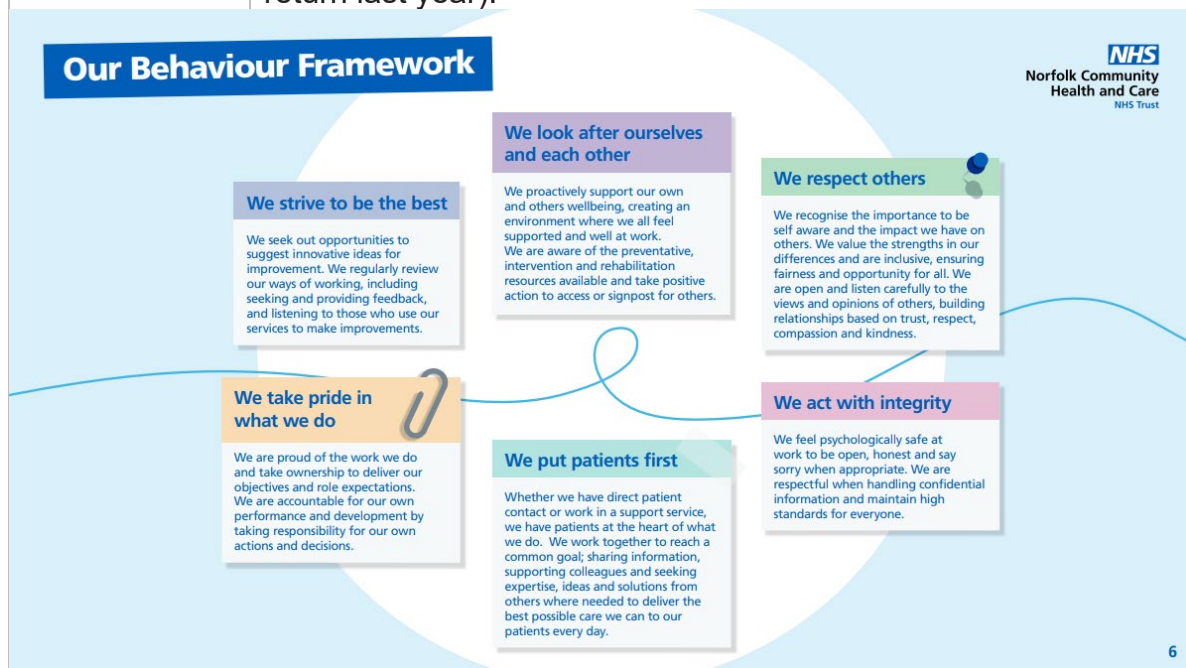 return last year).
Our Behaviour Framework
NHS
Norfolk Community
Health and Care
NHS Trust
We look after ourselves
and each other
We proactively support our own
and others wellbeing, creating an
environment where we all feel
supported and well at work.
We are aware of the preventative,
intervention and rehabilitation
resources available and take positive
action to access or signpost for others.
We respect others
We recognise the importance to be
self aware and the impact we have on
others. We value the strengths in our
differences and are inclusive, ensuring
fairness and opportunity for all. We
are open and listen carefully to the
views and opinions of others, building
relationships based on trust, respect,
compassion and kindness.
We strive to be the best
We seek out opportunities to
suggest innovative ideas for
improvement. We regularly review
our ways of working, including
seeking and providing feedback,
and listening to those who use our
services to make improvements.
We take pride in
what we do
We are proud of the work we do
and take ownership to deliver our
objectives and role expectations.
We are accountable for our own
performance and development by
taking responsibility for our own
actions and decisions.
We put patients first
Whether we have direct patient
contact or work in a support service,
we have patients at the heart of what
we do. We work together to reach a
common goal; sharing information,
supporting colleagues and seeking
expertise, ideas and solutions from
others where needed to deliver the
best possible care we can to our
patients every day.
We act with integrity
We feel psychologically safe at
work to be open, honest and say
sorry when appropriate. We are
respectful when handling confidential
information and maintain high
standards for everyone.
6